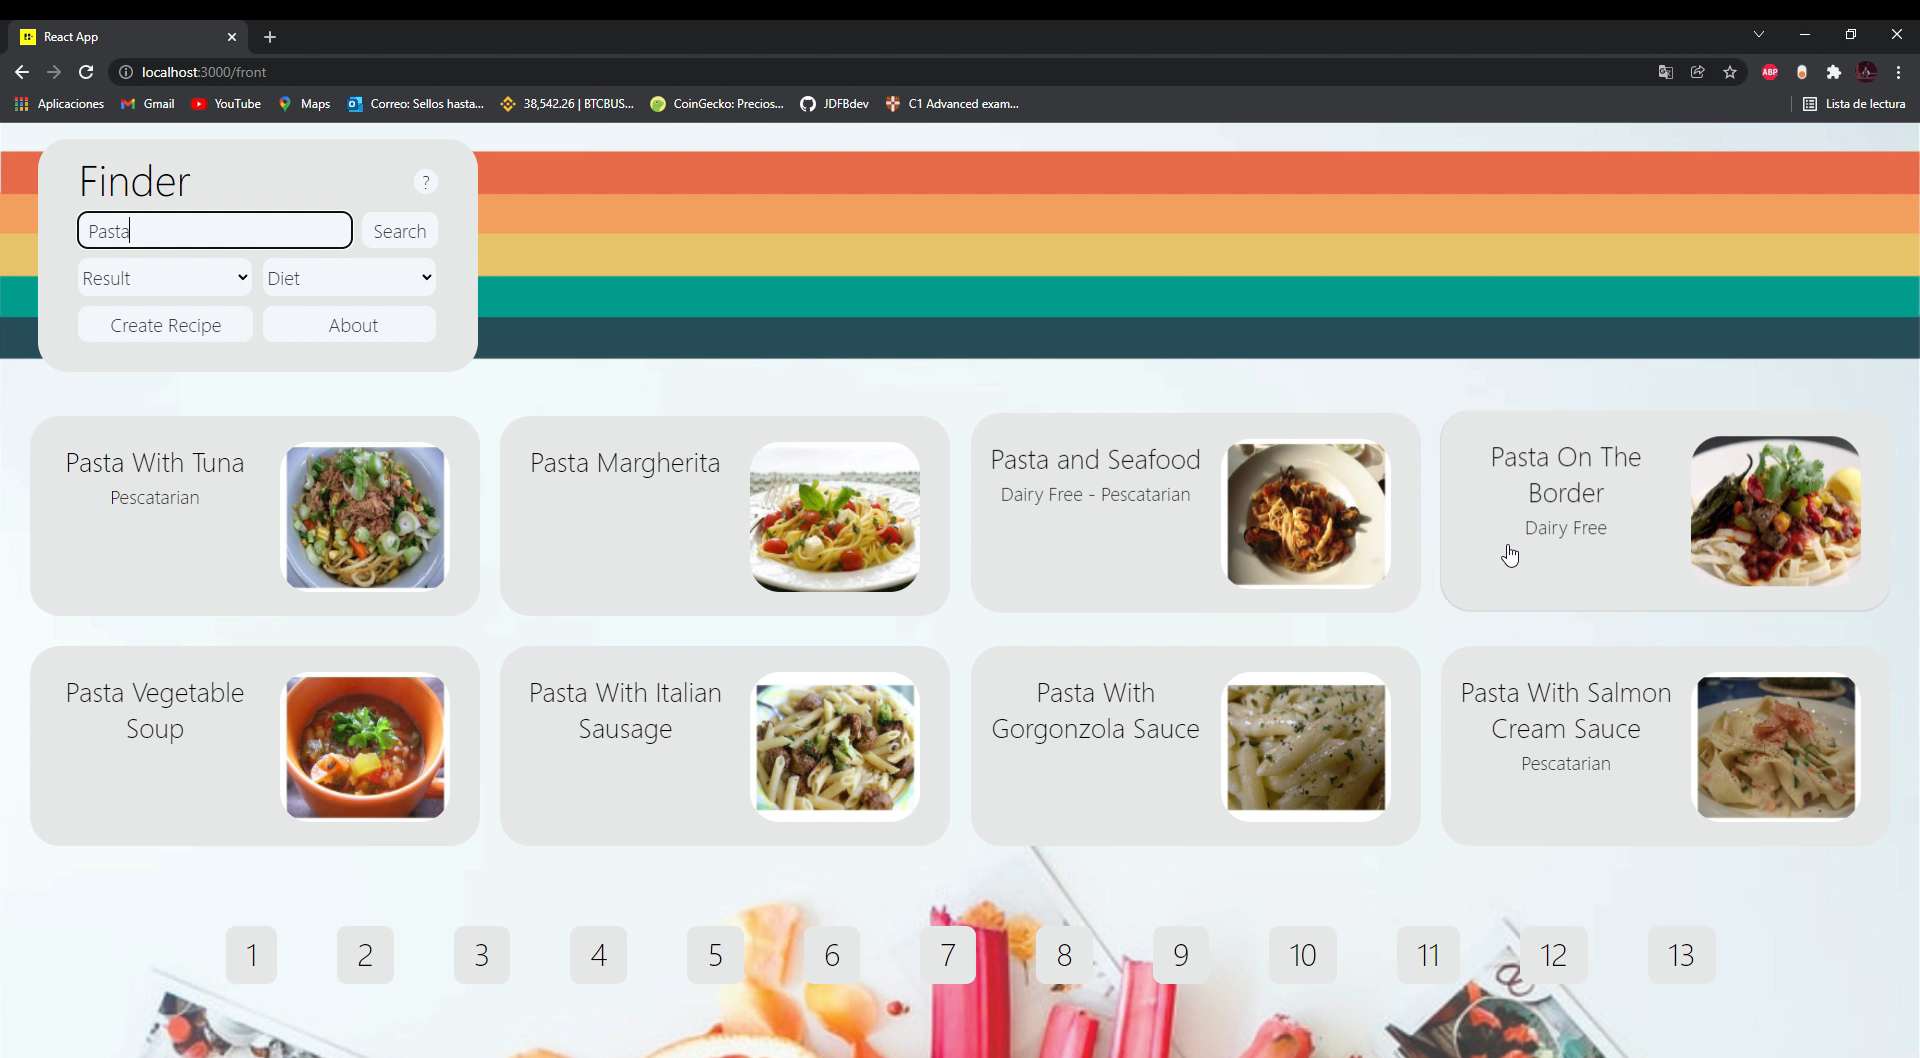 React App
localhost:3000/front
ABP
Aplicaciones
Gmail
YouTube
Maps
Correo: Sellos hasta...
38,542.26 | BTCBUS...
CoinGecko: Precios...
JDFBdev
C1 Advanced exam...
Lista de lectura
Finder
?
Pasta
Search
Result
Diet
Create Recipe
About
Pasta With Tuna
Pescatarian
Pasta Margherita
Pasta and Seafood
Dairy Free - Pescatarian
Pasta On The
Border
Dairy Free
Pasta Vegetable
Soup
Pasta With Italian
Sausage
Pasta With
Gorgonzola Sauce
Pasta With Salmon
Cream Sauce
Pescatarian
1 2 3 4 5 6 7 8 9 10 11 12 13